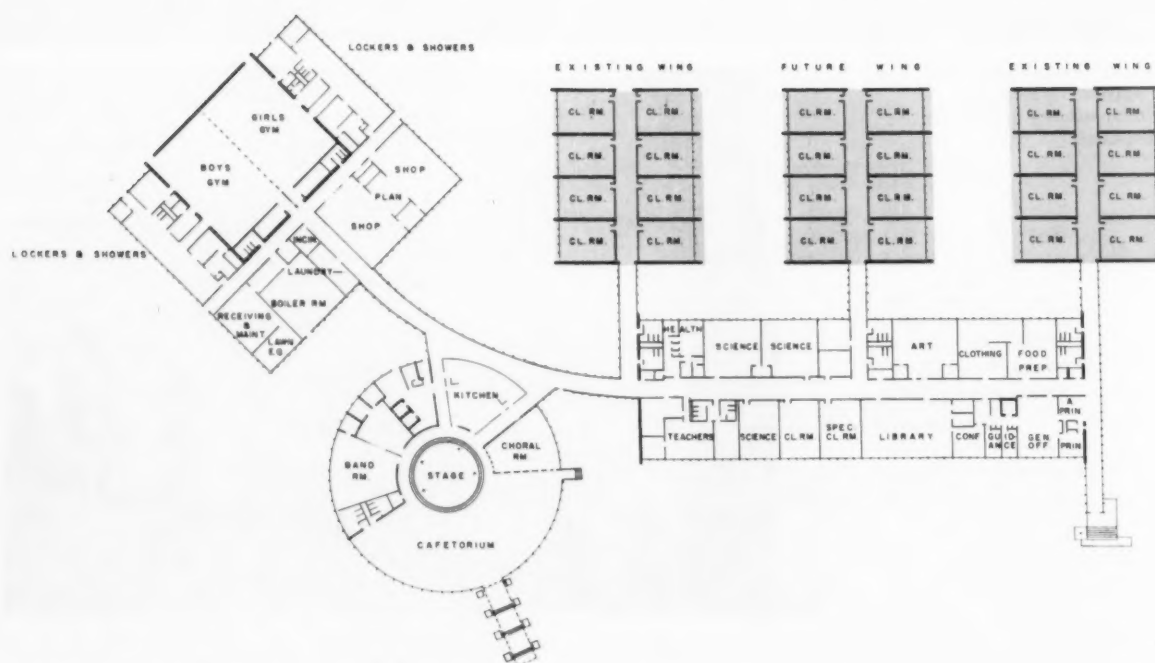 LOCKERS & SHOWERS
EXISTING WING
FUTURE WING
EXISTING WING
CL. RM. CL. RM. CL. RM. CL. RM. CL. RM. CL. RM.
CL. RM. CL. RM. CL. RM. CL. RM. CL. RM. CL. RM.
CL. RM. CL. RM. CL. RM. CL. RM. CL. RM. CL. RM.
CL. RM. CL. RM. CL. RM. CL. RM. CL. RM. CL. RM.
GIRLS
GYM
BOYS
GYM
SHOP
PLAN
SHOP
LOCKERS & SHOWERS
INCIN.
LAUNDRY
BOILER RM
RECEIVING
&
MAINT.
LAWN
EQ.
HEALTH
SCIENCE
SCIENCE
ART
CLOTHING
FOOD
PREP
TEACHERS
SCIENCE
CL. RM
SPEC.
CL. RM
LIBRARY
CONF.
GUIDANCE
GEN.
OFF
A
PRIN
PRIN
KITCHEN
CHORAL
RM
BAND
RM.
STAGE
CAFETORIUM